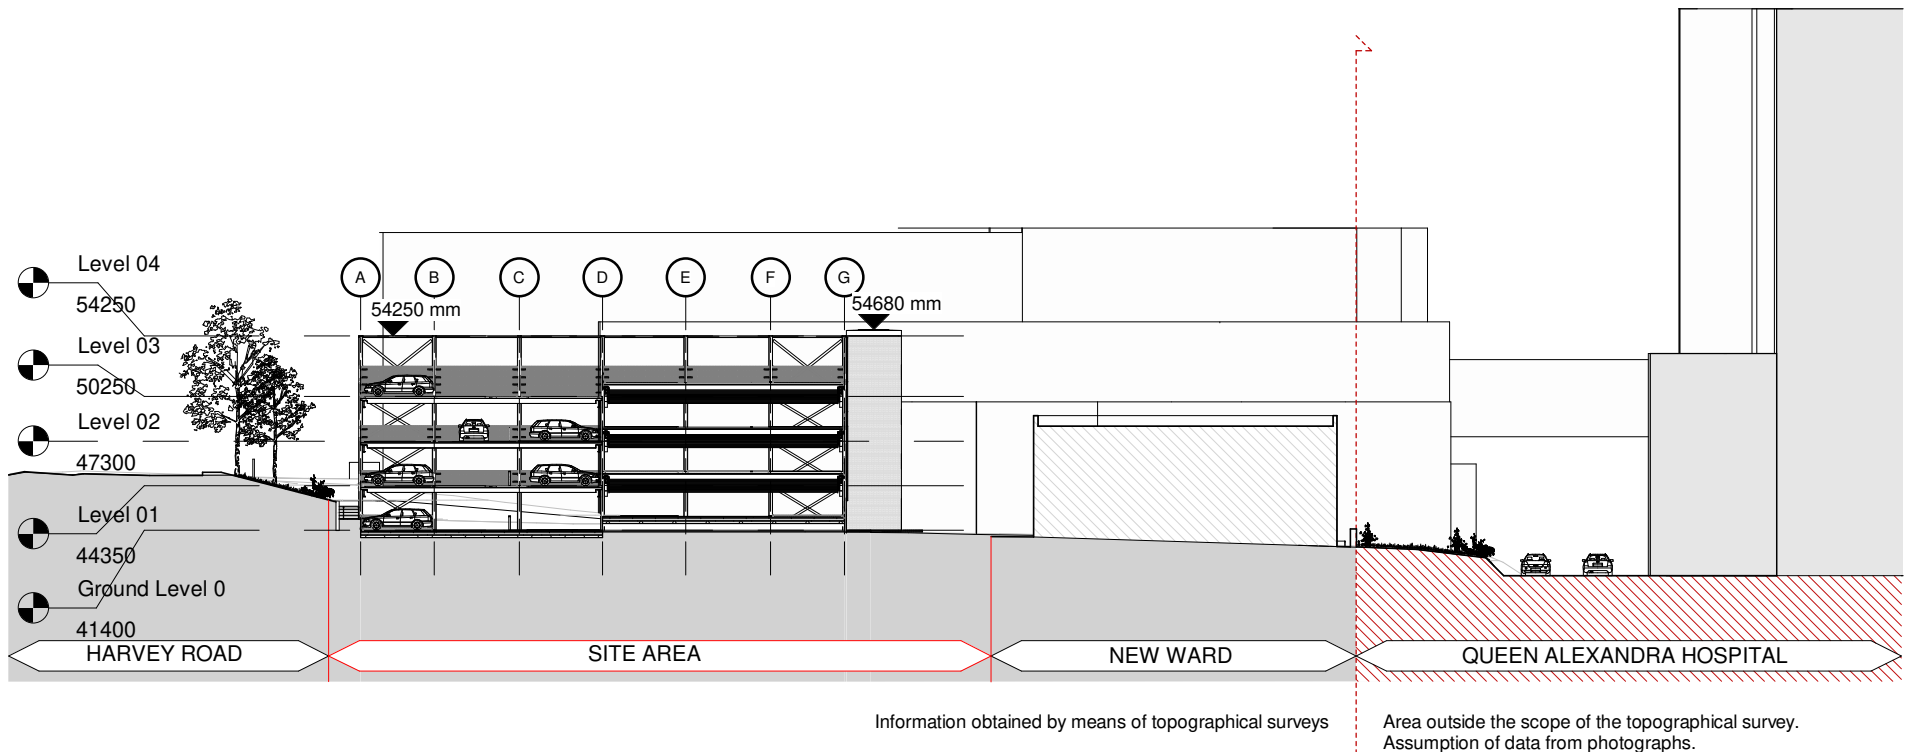 Level 04
54250
Level 03
50250
Level 02
47300
Level 01
44350
Ground Level 0
41400
A B C D E F G
54250 mm
54680 mm
HARVEY ROAD
SITE AREA
NEW WARD
QUEEN ALEXANDRA HOSPITAL
Information obtained by means of topographical surveys
Area outside the scope of the topographical survey.
Assumption of data from photographs.